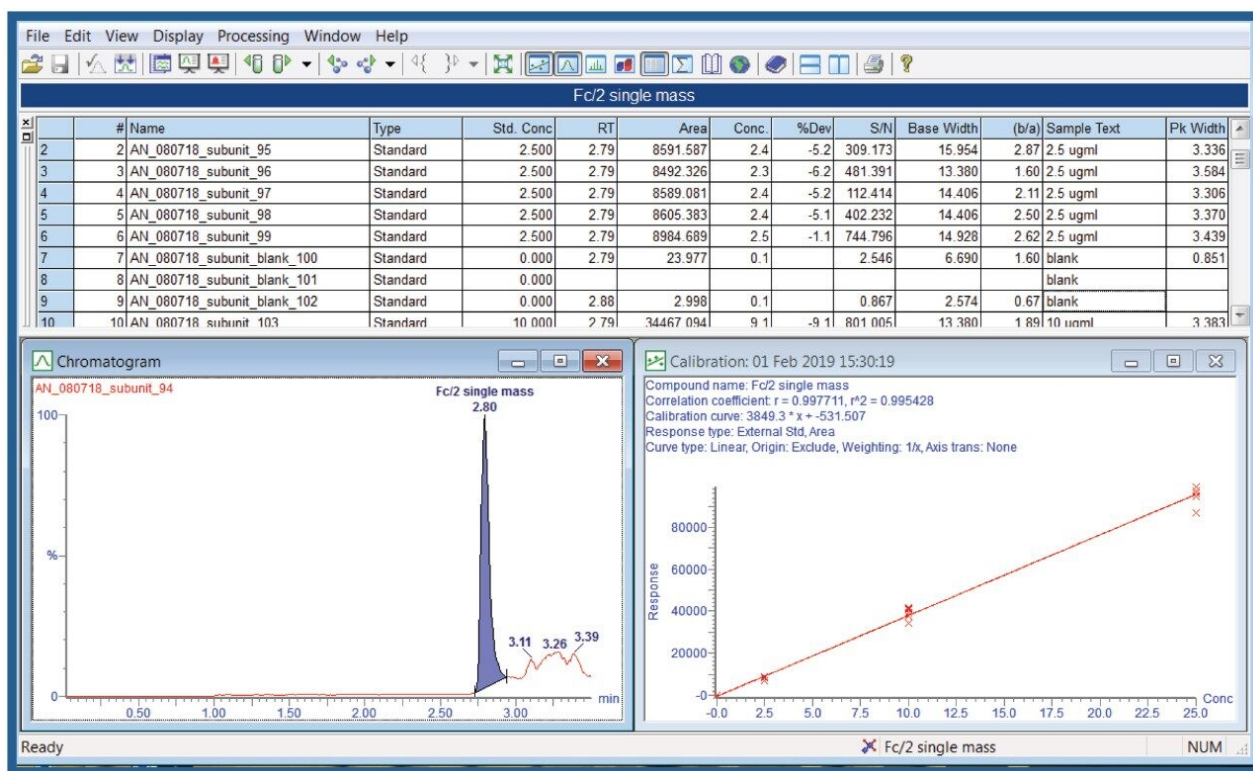 File Edit View Display Processing Window Help
Fc/2 single mass
# Name Type Std. Conc RT Area Conc. %Dev S/N Base Width (b/a) Sample Text Pk Width
2 2 AN_080718_subunit_95 Standard 2.500 2.79 8591.587 2.4 -5.2 309.173 15.954 2.87 2.5 ugml 3.336
3 3 AN_080718_subunit_96 Standard 2.500 2.79 8492.326 2.3 -6.2 481.391 13.380 1.60 2.5 ugml 3.584
4 4 AN_080718_subunit_97 Standard 2.500 2.79 8589.081 2.4 -5.2 112.414 14.406 2.11 2.5 ugml 3.306
5 5 AN_080718_subunit_98 Standard 2.500 2.79 8605.383 2.4 -5.1 402.232 14.406 2.50 2.5 ugml 3.370
6 6 AN_080718_subunit_99 Standard 2.500 2.79 8984.689 2.5 -1.1 744.796 14.928 2.62 2.5 ugml 3.439
7 7 AN_080718_subunit_blank_100 Standard 0.000 2.79 23.977 0.1 2.546 6.690 1.60 blank 0.851
8 8 AN_080718_subunit_blank_101 Standard 0.000 blank
9 9 AN_080718_subunit_blank_102 Standard 0.000 2.88 2.998 0.1 0.867 2.574 0.67 blank
10 10 AN_080718_subunit_103 Standard 10.000 2.79 34467.094 9.1 -9.1 801.005 13.380 1.89 10 ugml 3.383
Chromatogram
AN_080718_subunit_94
Fc/2 single mass
2.80
100
%
3.11 3.26 3.39
0
min
0.50 1.00 1.50 2.00 2.50 3.00
Calibration: 01 Feb 2019 15:30:19
Compound name: Fc/2 single mass
Correlation coefficient: r = 0.997711, r^2 = 0.995428
Calibration curve: 3849.3 * x + -531.507
Response type: External Std, Area
Curve type: Linear, Origin: Exclude, Weighting: 1/x, Axis trans: None
80000
60000
Response
40000
20000
-0
Conc
-0.0 2.5 5.0 7.5 10.0 12.5 15.0 17.5 20.0 22.5 25.0
Ready Fc/2 single mass NUM